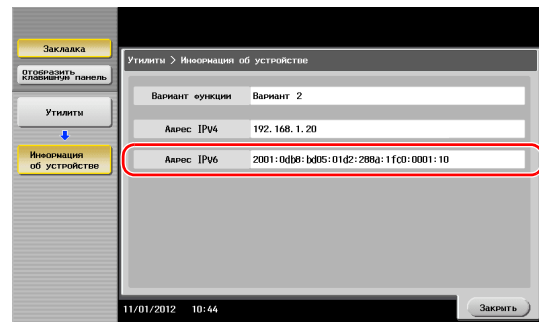 Закладка
Отобразить
клавишную панель
Утилиты
Информация
об устройстве
Утилиты > Информация об устройстве
Вариант функции Вариант 2
Адрес IPv4 192.168.1.20
Адрес IPv6 2001:0db8:bd05:01d2:288a:1fc0:0001:10
11/01/2012 10:44
Закрыть